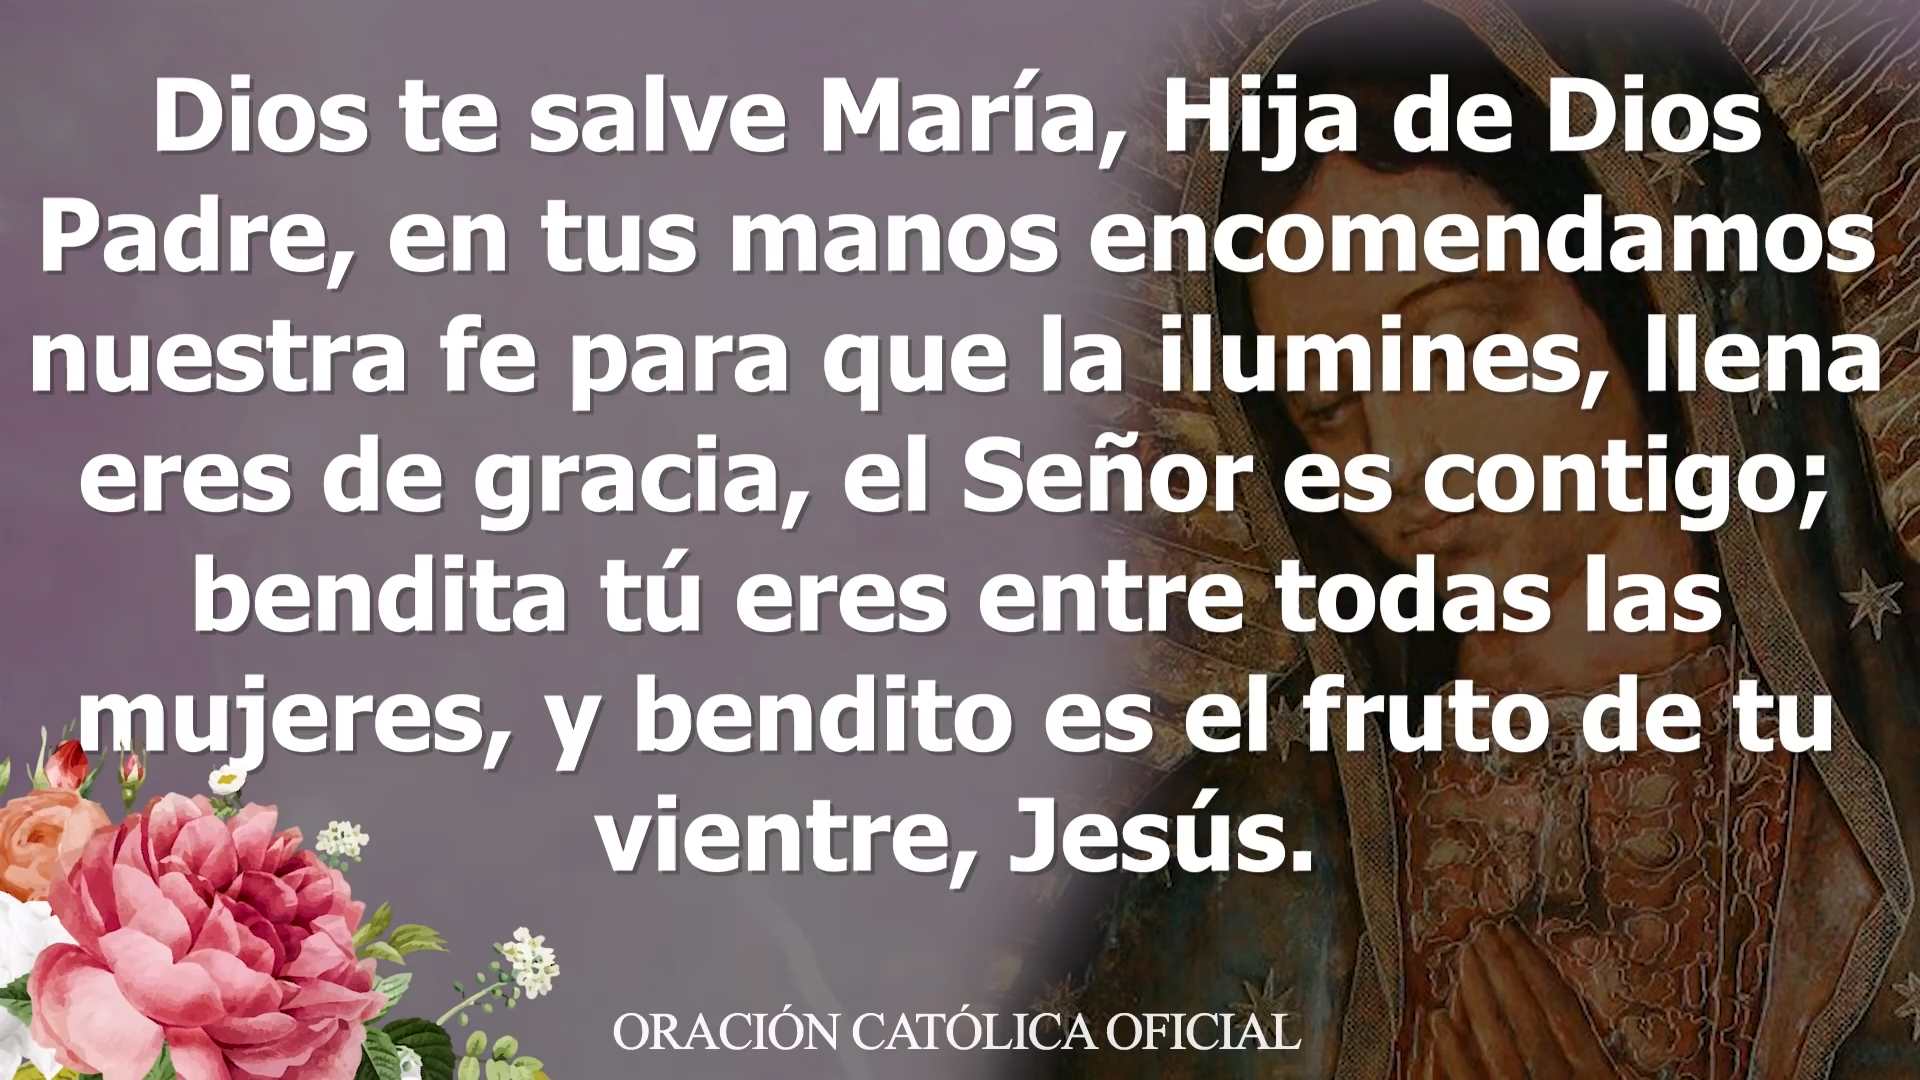 Dios te salve María, Hija de Dios
Padre, en tus manos encomendamos
nuestra fe para que la ilumines, llena
eres de gracia, el Señor es contigo;
bendita tú eres entre todas las
mujeres, y bendito es el fruto de tu
vientre, Jesús.
ORACIÓN CATÓLICA OFICIAL